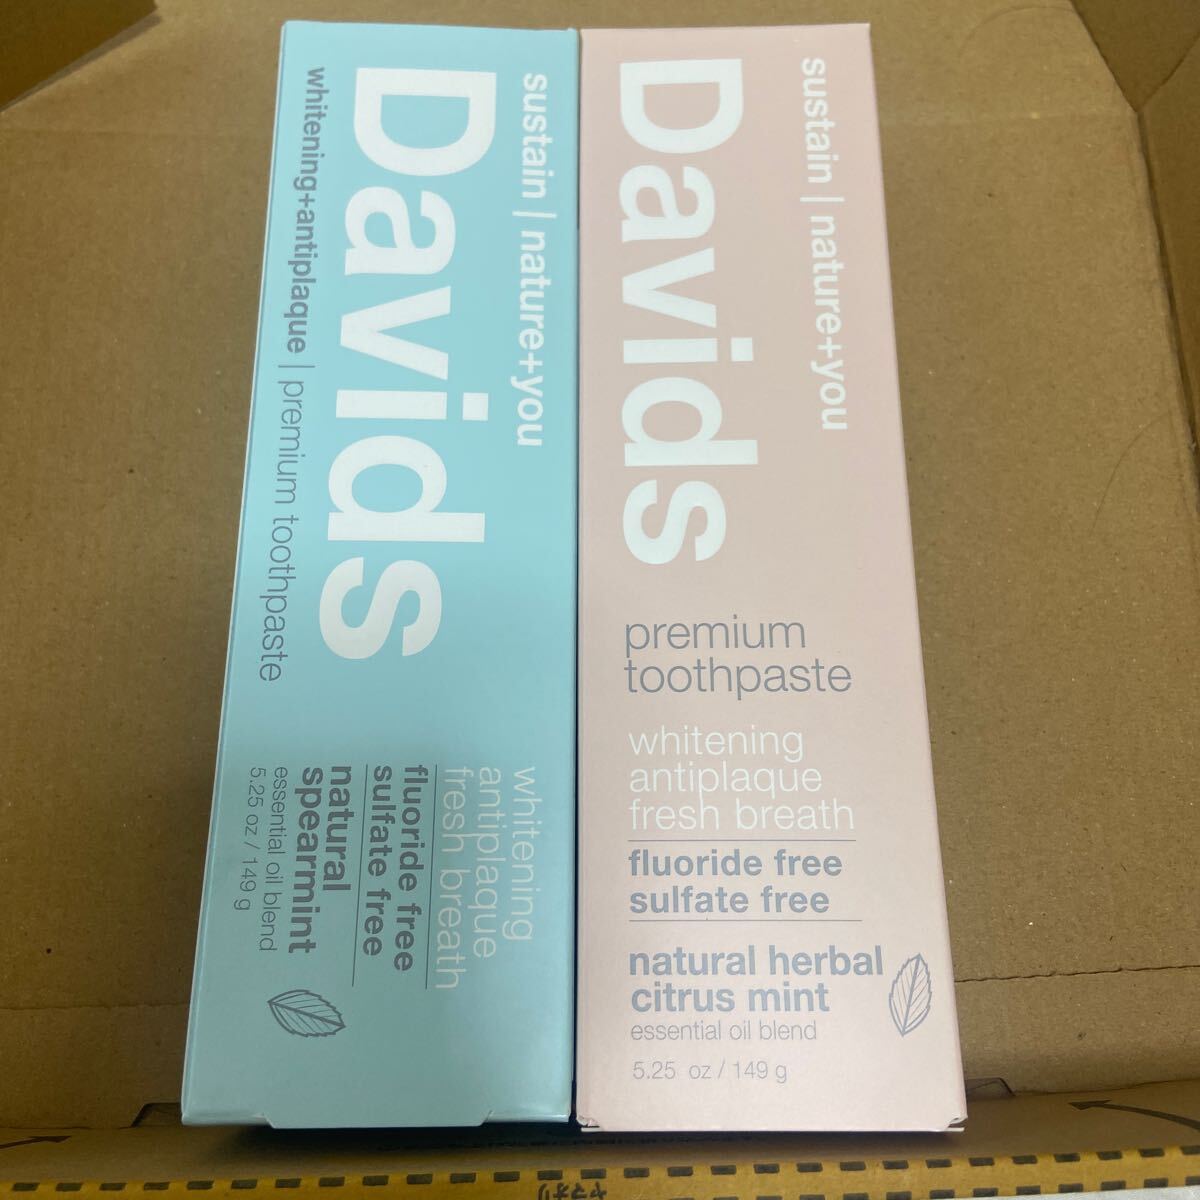 sustain | nature+you
Davids
whitening+antiplaque | premium toothpaste
whitening
antiplaque
fresh breath
fluoride free
sulfate free
natural
spearmint
essential oil blend
5.25 oz / 149 g
sustain | nature+you
Davids
premium
toothpaste
whitening
antiplaque
fresh breath
fluoride free
sulfate free
natural herbal
citrus mint
essential oil blend
5.25 oz / 149 g